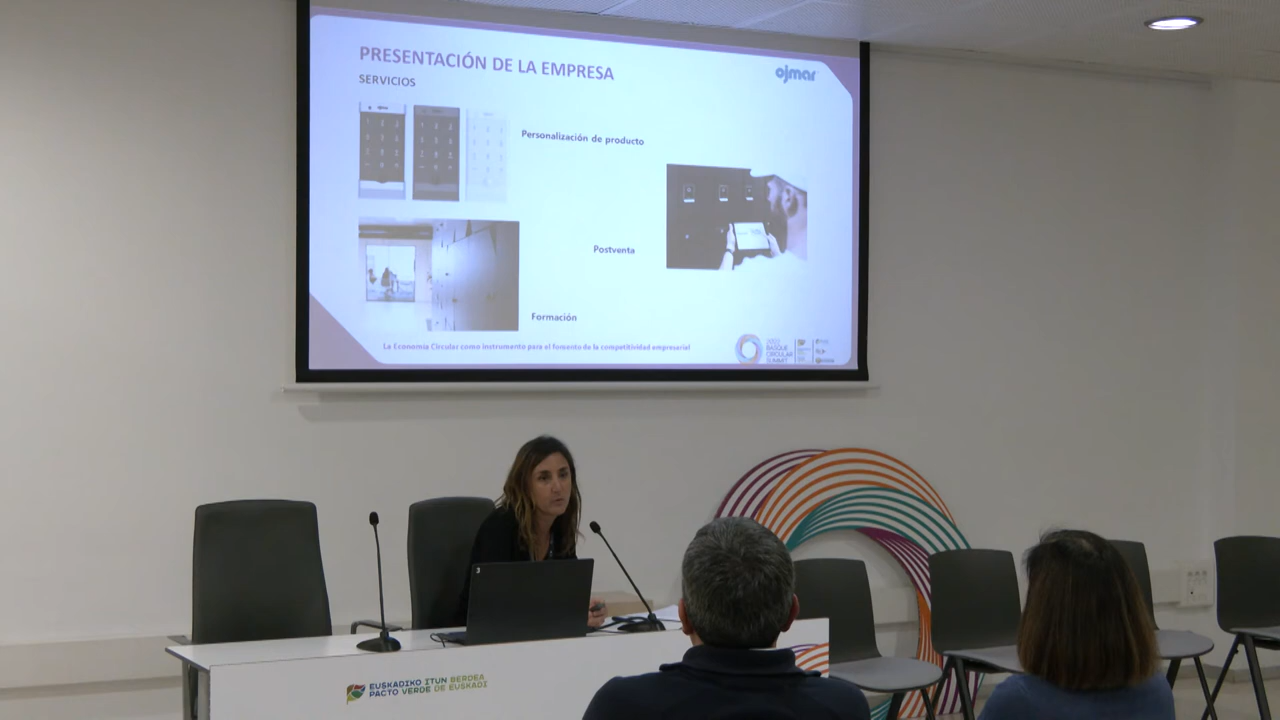 PRESENTACIÓN DE LA EMPRESA
SERVICIOS
ojmar
Personalización de producto
Postventa
Formación
La Economía Circular como instrumento para el fomento de la competitividad empresarial
2022
BASQUE
CIRCULAR
SUMMIT
EUSKADIKO ITUN BERDEA
PACTO VERDE DE EUSKADI